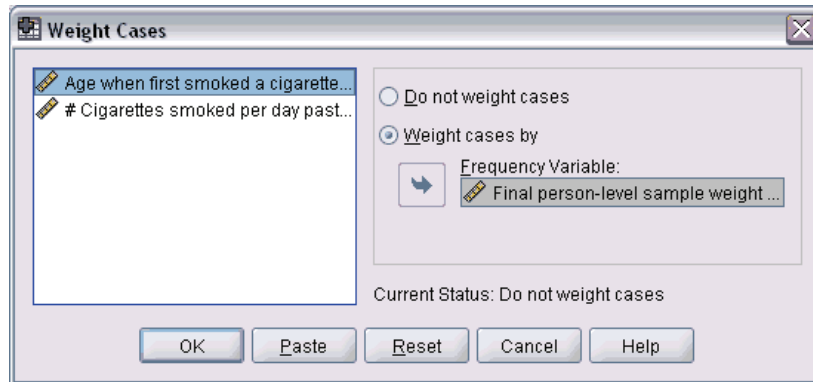 Weight Cases
Age when first smoked a cigarette...
# Cigarettes smoked per day past...
Do not weight cases
Weight cases by
Frequency Variable:
Final person-level sample weight ...
Current Status: Do not weight cases
OK
Paste
Reset
Cancel
Help